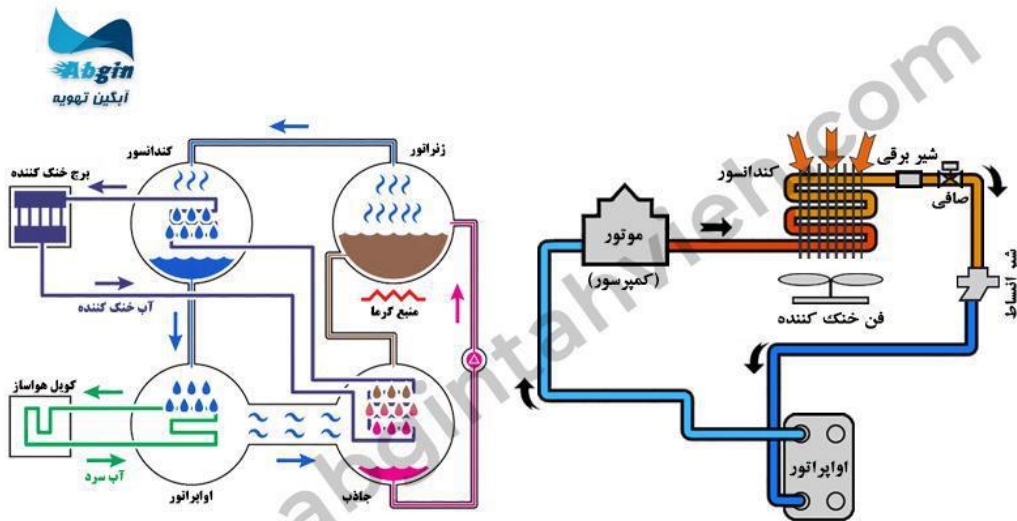 Abgin
آبگین تهویه
کندانسور
ژنراتور
برج خنک کننده
منبع گرما
آب خنک کننده
کویل هواساز
آب سرد
اواپراتور
جاذب
کندانسور
شیر برقی
صافی
موتور
(کمپرسور)
شیر انبساط
فن خنک کننده
اواپراتور
abgintahvieh.com